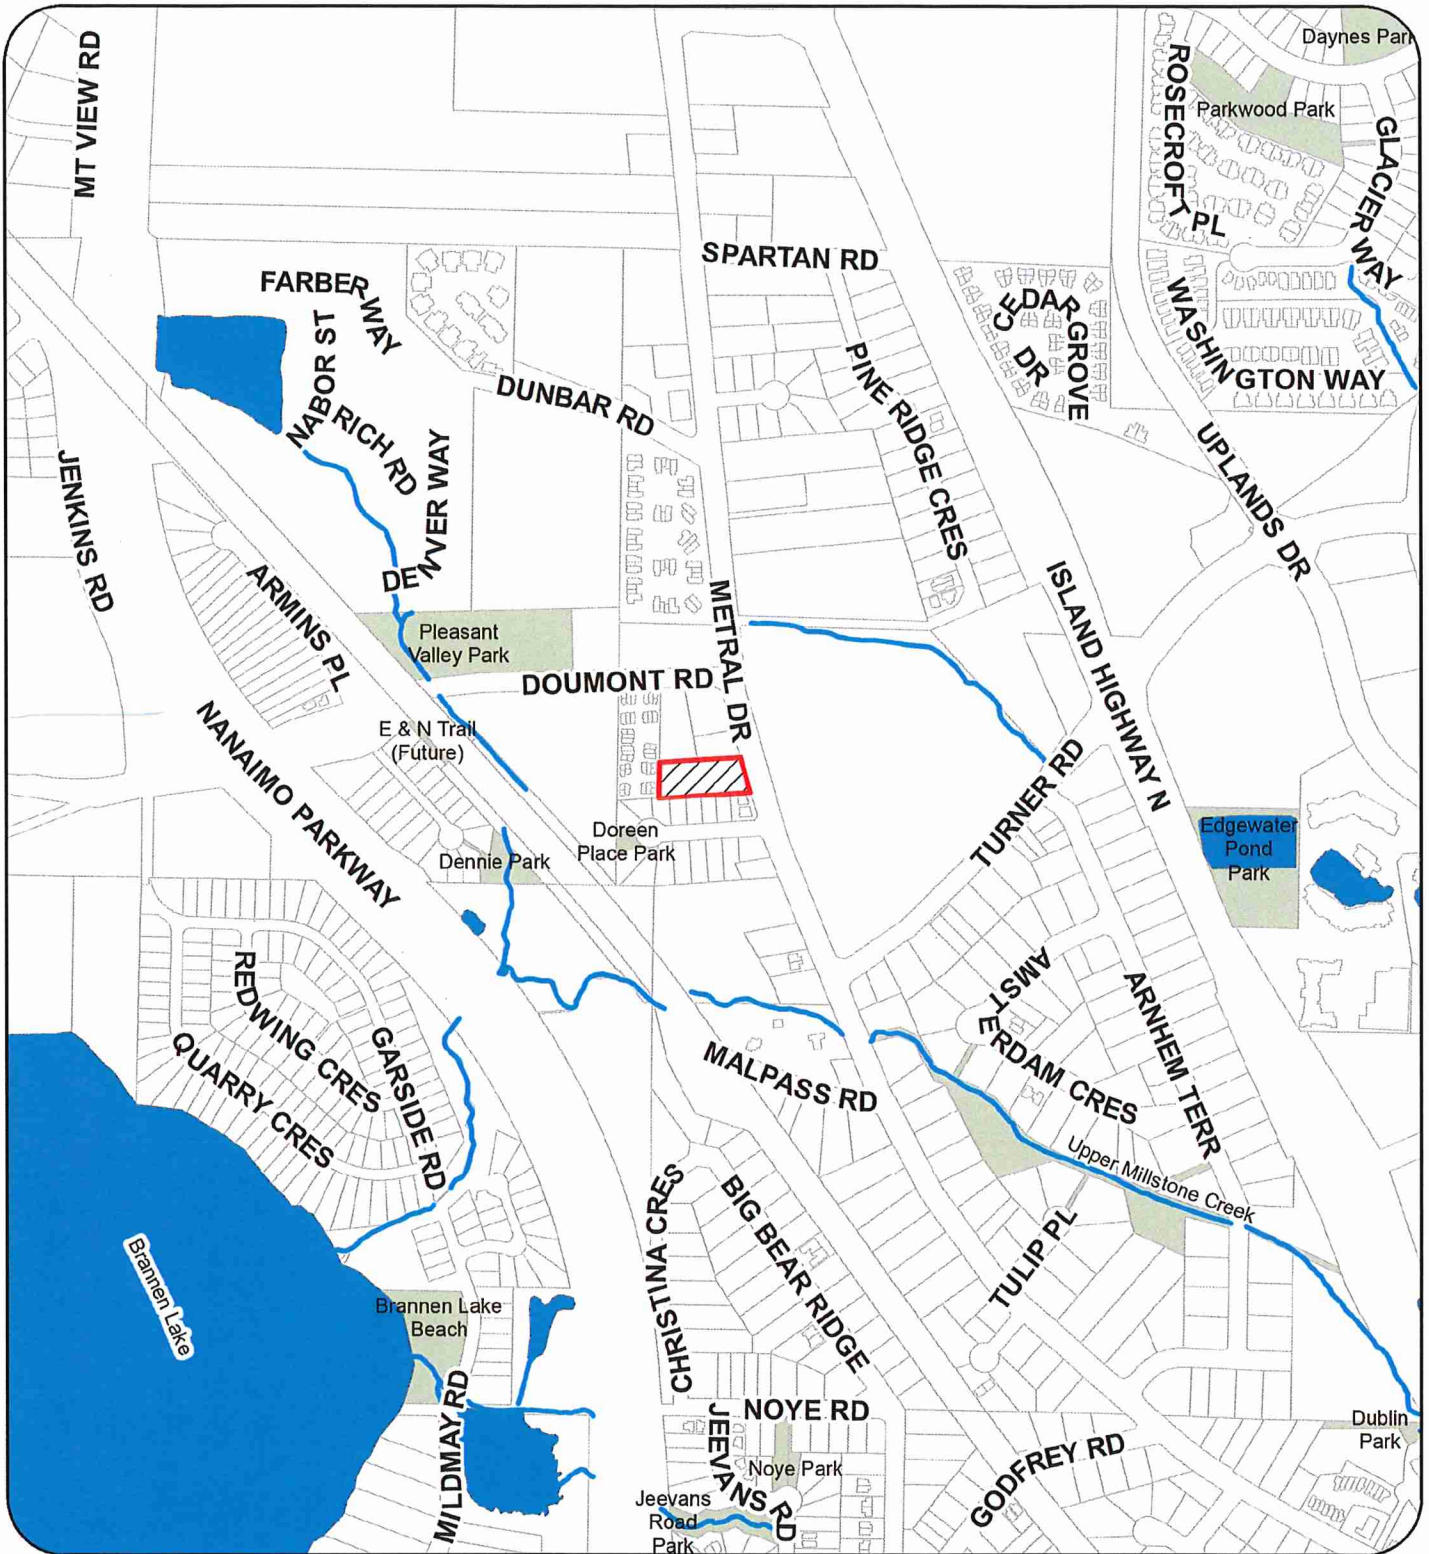 MT VIEW RD
Daynes Park
ROSECROFT PL
Parkwood Park
GLACIER WAY
SPARTAN RD
FARBER WAY
NABOR ST
CEDAR GROVE
DR
WASHINGTON WAY
PINE RIDGE CRES
DUNBAR RD
RICH RD
DENVER WAY
UPLANDS DR
JENKINS RD
ARMINS PL
METRAL DR
ISLAND HIGHWAY N
Pleasant
Valley Park
DOUMONT RD
NANAIMO PARKWAY
E & N Trail
(Future)
TURNER RD
Doreen
Place Park
Dennie Park
Edgewater
Pond
Park
REDWING CRES
QUARRY CRES
GARSIDE RD
AMSTERDAM CRES
ARNHEM TERR
MALPASS RD
Upper Millstone Creek
CHRISTINA CRES
BIG BEAR RIDGE
TULIP PL
Brannen Lake
Brannen Lake
Beach
MILDMAY RD
NOYE RD
JEEVANS RD
Noye Park
GODFREY RD
Dublin
Park
Jeevans
Road
Park